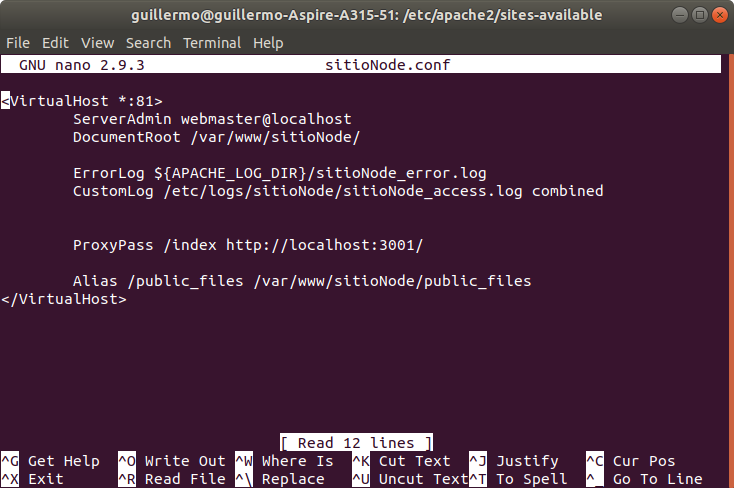 guillermo@guillermo-Aspire-A315-51: /etc/apache2/sites-available
File Edit View Search Terminal Help
GNU nano 2.9.3 sitioNode.conf
<VirtualHost *:81>
ServerAdmin webmaster@localhost
DocumentRoot /var/www/sitioNode/
ErrorLog ${APACHE_LOG_DIR}/sitioNode_error.log
CustomLog /etc/logs/sitioNode/sitioNode_access.log combined
ProxyPass /index http://localhost:3001/
Alias /public_files /var/www/sitioNode/public_files
</VirtualHost>
[ Read 12 lines ]
^G Get Help ^O Write Out ^W Where Is ^K Cut Text ^J Justify ^C Cur Pos
^X Exit ^R Read File ^\ Replace ^U Uncut Text ^T To Spell ^_ Go To Line